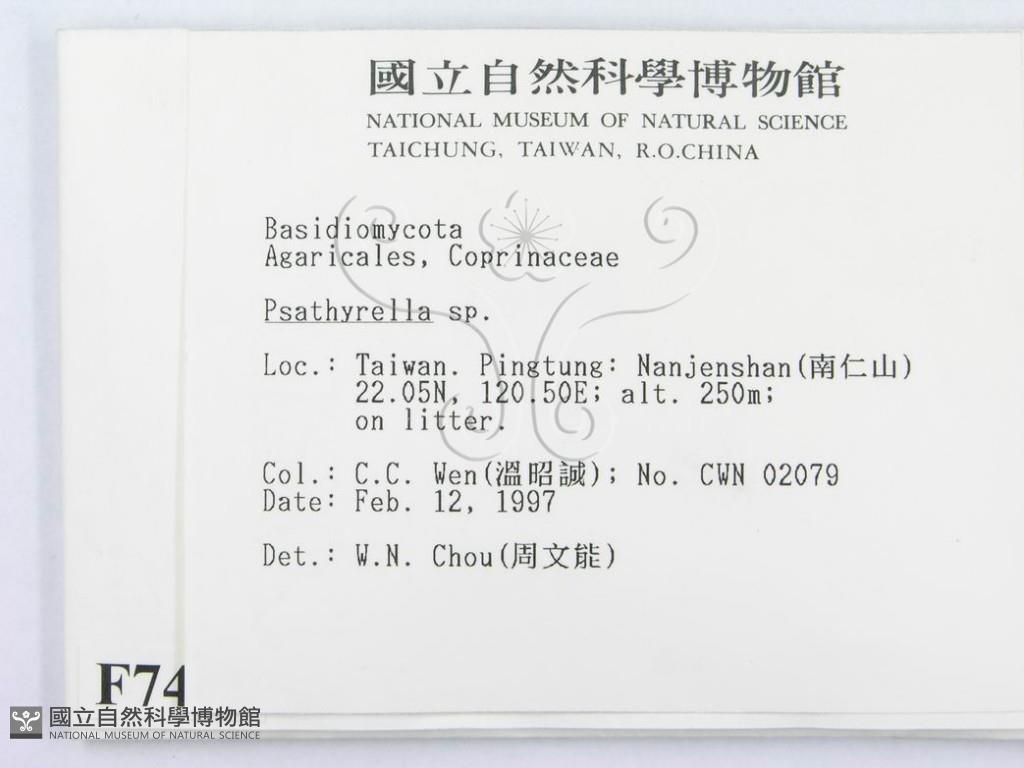 國立自然科學博物館
NATIONAL MUSEUM OF NATURAL SCIENCE
TAICHUNG, TAIWAN, R.O.CHINA
Basidiomycota
Agaricales, Coprinaceae
Psathyrella sp.
Loc.: Taiwan. Pingtung: Nanjenshan(南仁山)
22.05N, 120.50E; alt. 250m;
on litter.
Col.: C.C. Wen(溫昭誠); No. CWN 02079
Date: Feb. 12, 1997
Det.: W.N. Chou(周文能)
F74
國立自然科學博物館
NATIONAL MUSEUM OF NATURAL SCIENCE